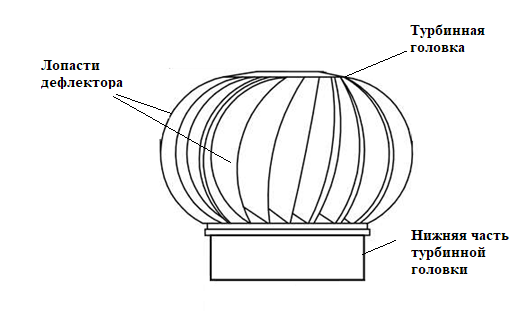 Турбинная
головка
Лопасти
дефлектора
Нижняя часть
турбинной
головки